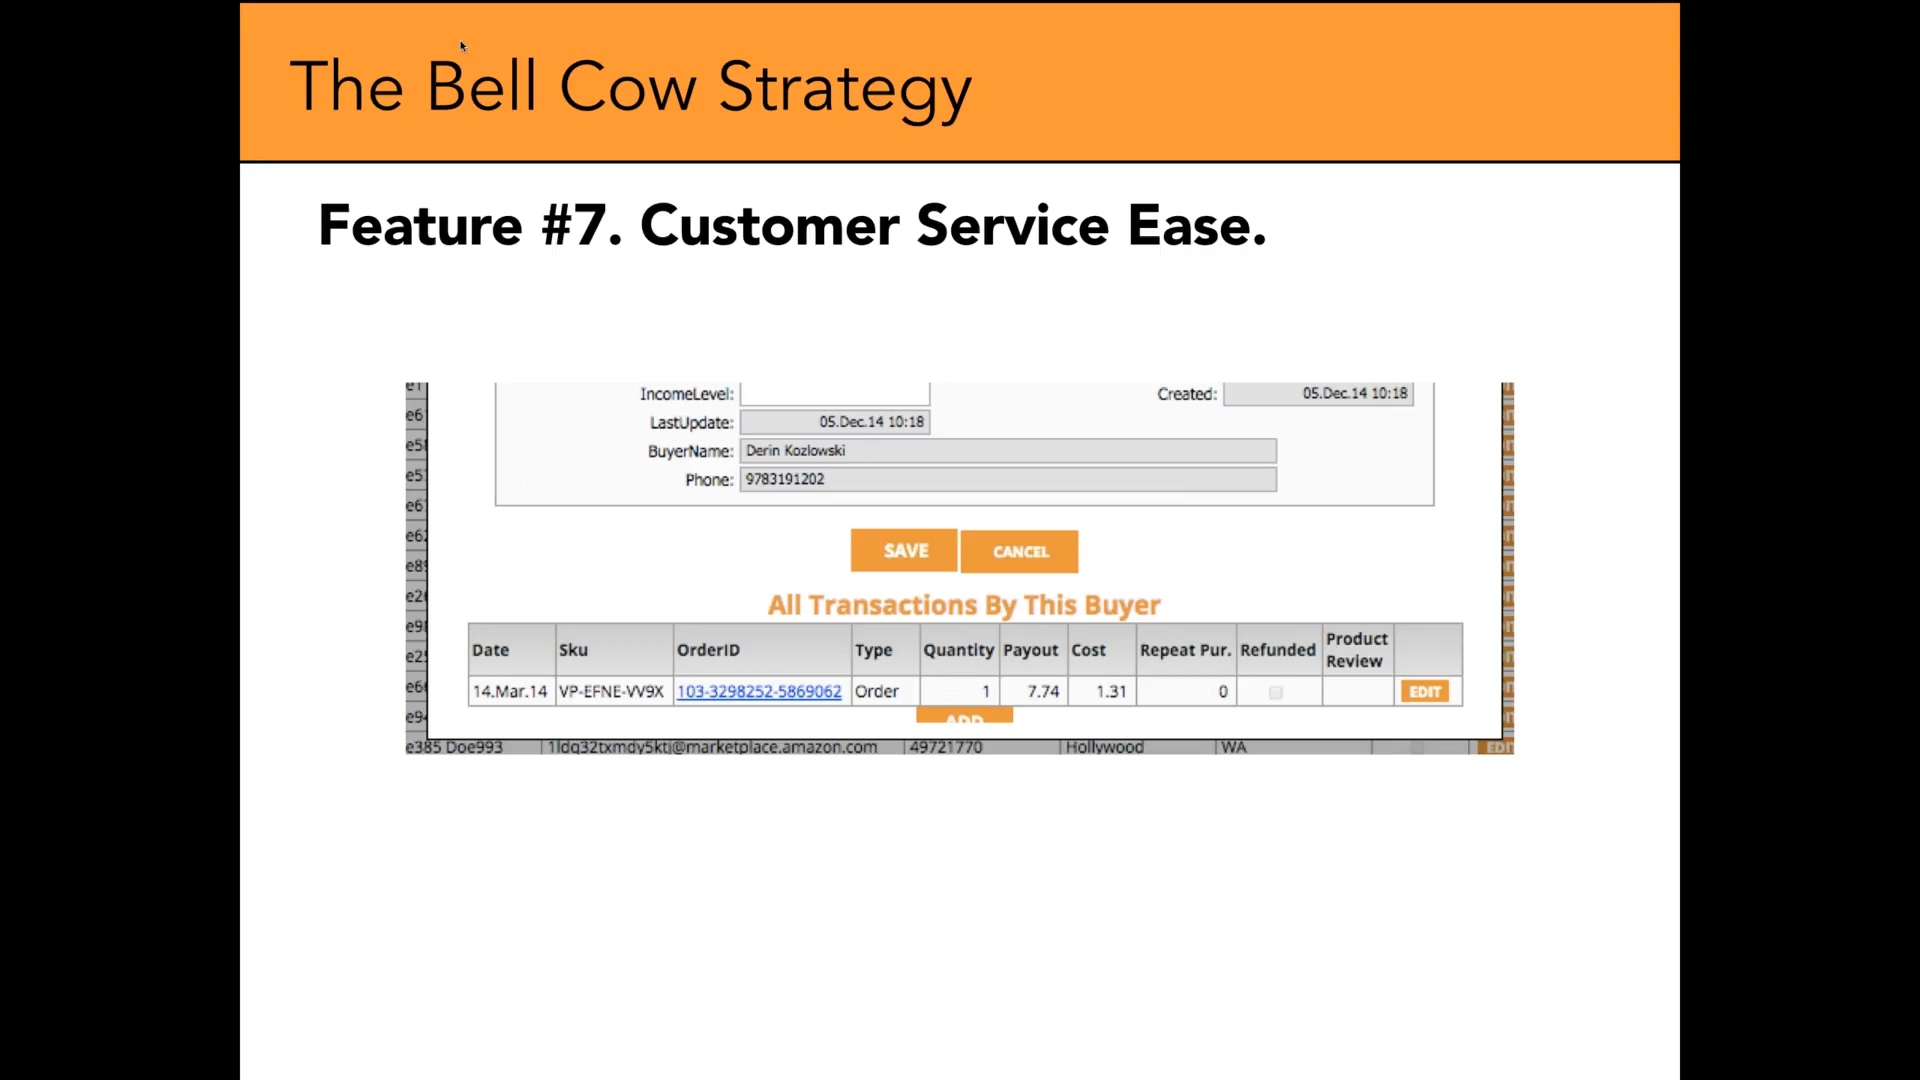 The Bell Cow Strategy
Feature #7. Customer Service Ease.
IncomeLevel: Created: 05.Dec.14 10:18
LastUpdate: 05.Dec.14 10:18
BuyerName: Derin Kozlowski
Phone: 9783191202
SAVE CANCEL
All Transactions By This Buyer
Date Sku OrderID Type Quantity Payout Cost Repeat Pur. Refunded Product Review
14.Mar.14 VP-EFNE-VV9X 103-3298252-5869062 Order 1 7.74 1.31 0 EDIT
ADD
e385 Doe993 1ldq32txmdy5ktj@marketplace.amazon.com 49721770 Hollywood WA